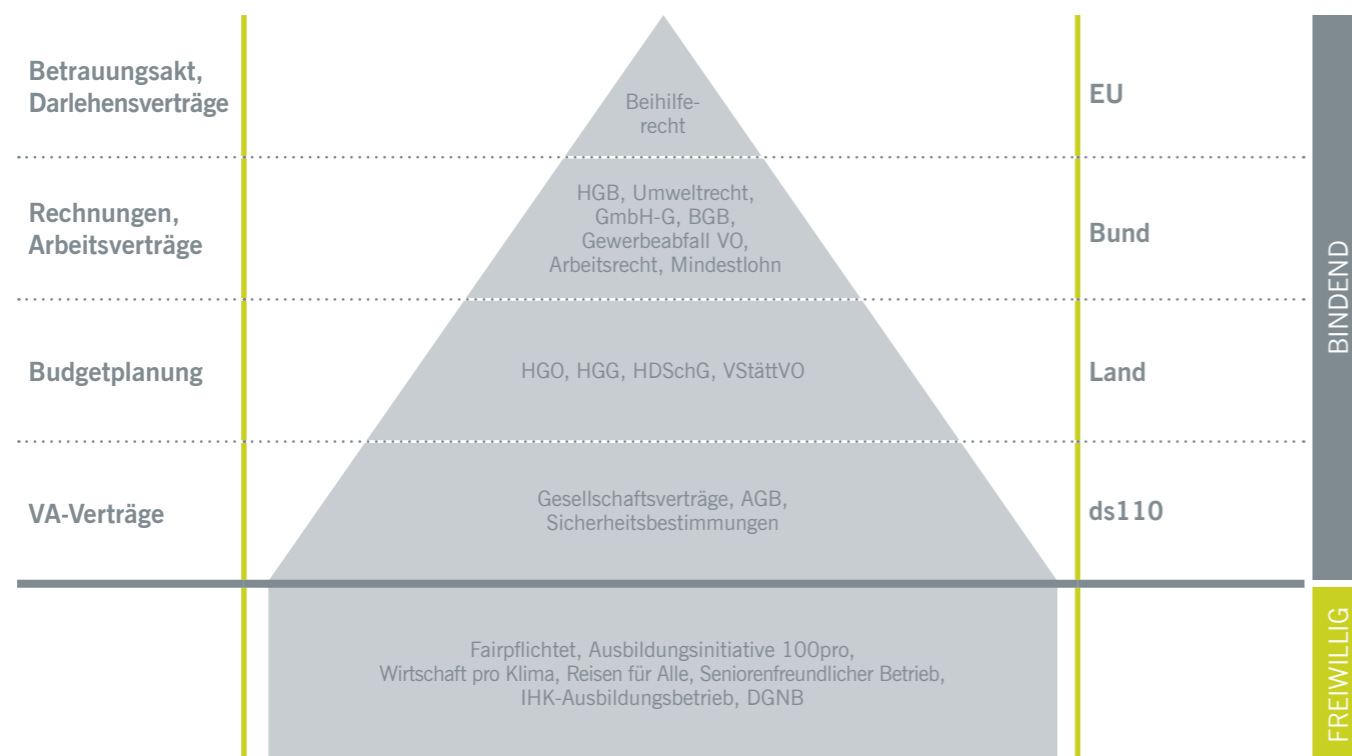 Betrauungsakt,
Darlehensverträge
Beihilfe-
recht
EU
Rechnungen,
Arbeitsverträge
HGB, Umweltrecht,
GmbH-G, BGB,
Gewerbeabfall VO,
Arbeitsrecht, Mindestlohn
Bund
Budgetplanung
HGO, HGG, HDSchG, VStättVO
Land
VA-Verträge
Gesellschaftsverträge, AGB,
Sicherheitsbestimmungen
ds110
BINDEND
Fairpflichtet, Ausbildungsinitiative 100pro,
Wirtschaft pro Klima, Reisen für Alle, Seniorenfreundlicher Betrieb,
IHK-Ausbildungsbetrieb, DGNB
FREIWILLIG